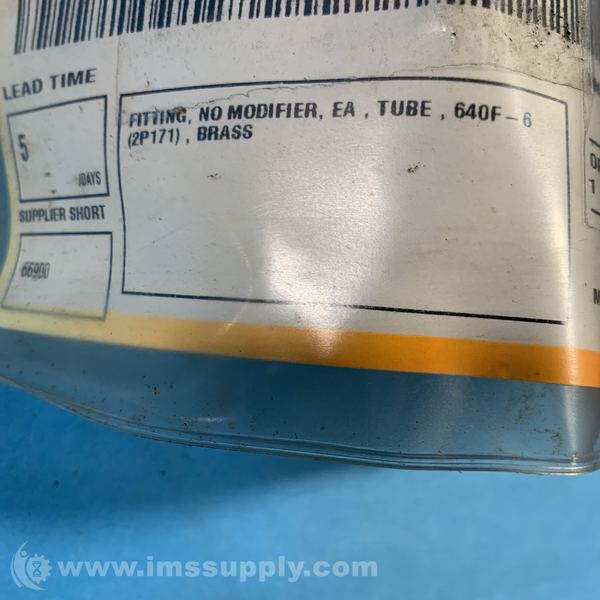 LEAD TIME
5
DAYS
FITTING, NO MODIFIER, EA , TUBE , 640F-6
(2P171) , BRASS
SUPPLIER SHORT
66900
1
M
www.imssupply.com